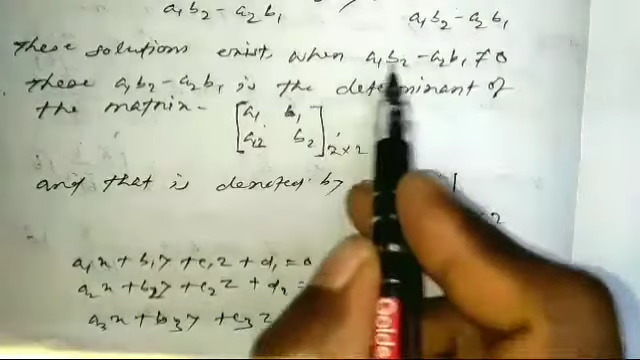 a₁b₂ - a₂b₁ a₁b₂ - a₂b₁
These solutions exist, when a₁b₂ - a₂b₁ ≠ 0
These a₁b₂ - a₂b₁ is the determinant of
the matrix -
[a₁ b₁
a₂ b₂]₂ₓ₂
and that is denoted by
a₁x + b₁y + c₁z + d₁ = 0
a₂x + b₂y + c₂z + d₂ =
a₃x + b₃y + c₃z
Golde